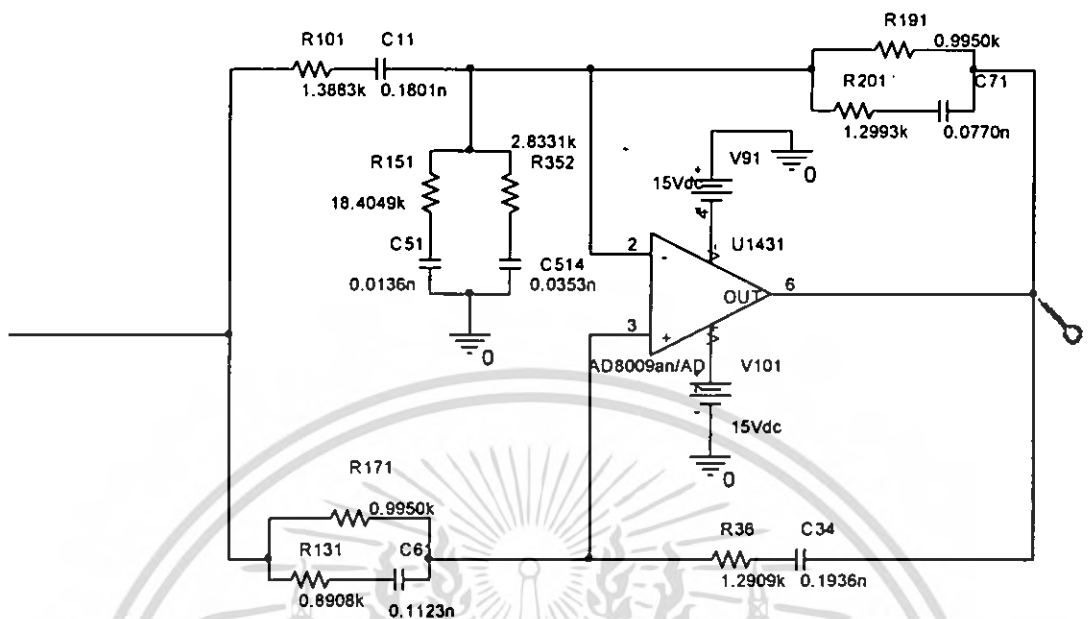 R101 C11
1.3883k 0.1801n
R191
0.9950k
R201 C71
1.2993k 0.0770n
2.8331k
R151 R352
18.4049k
C51 C514
0.0136n 0.0353n
0
V91
15Vdc
0
U1431
2
-
OUT
6
3
+
AD8009an/AD
V101
15Vdc
0
R171
0.9950k
R131 C61
0.8908k 0.1123n
R36 C34
1.2909k 0.1936n